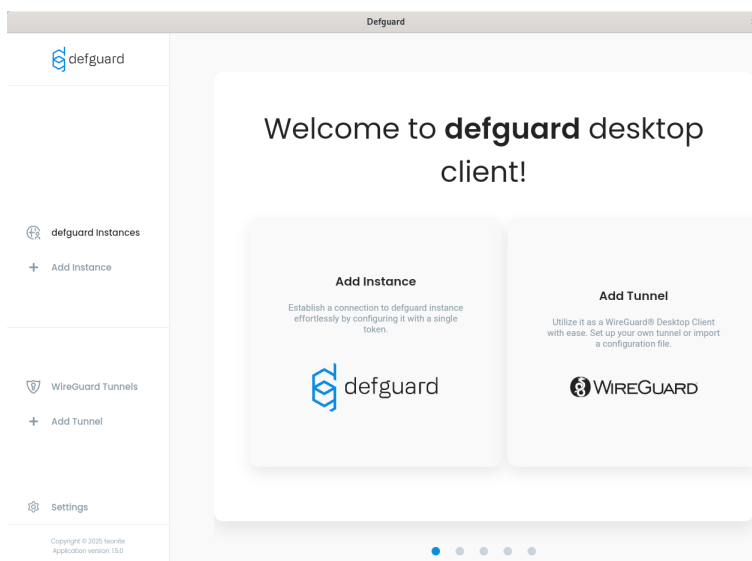 Defguard
defguard
defguard Instances
Add Instance
WireGuard Tunnels
Add Tunnel
Settings
Copyright © 2025 teonite
Application version: 1.5.0
Welcome to defguard desktop
client!
Add Instance
Establish a connection to defguard instance
effortlessly by configuring it with a single
token.
defguard
Add Tunnel
Utilize it as a WireGuard® Desktop Client
with ease. Set up your own tunnel or import
a configuration file.
WIREGUARD